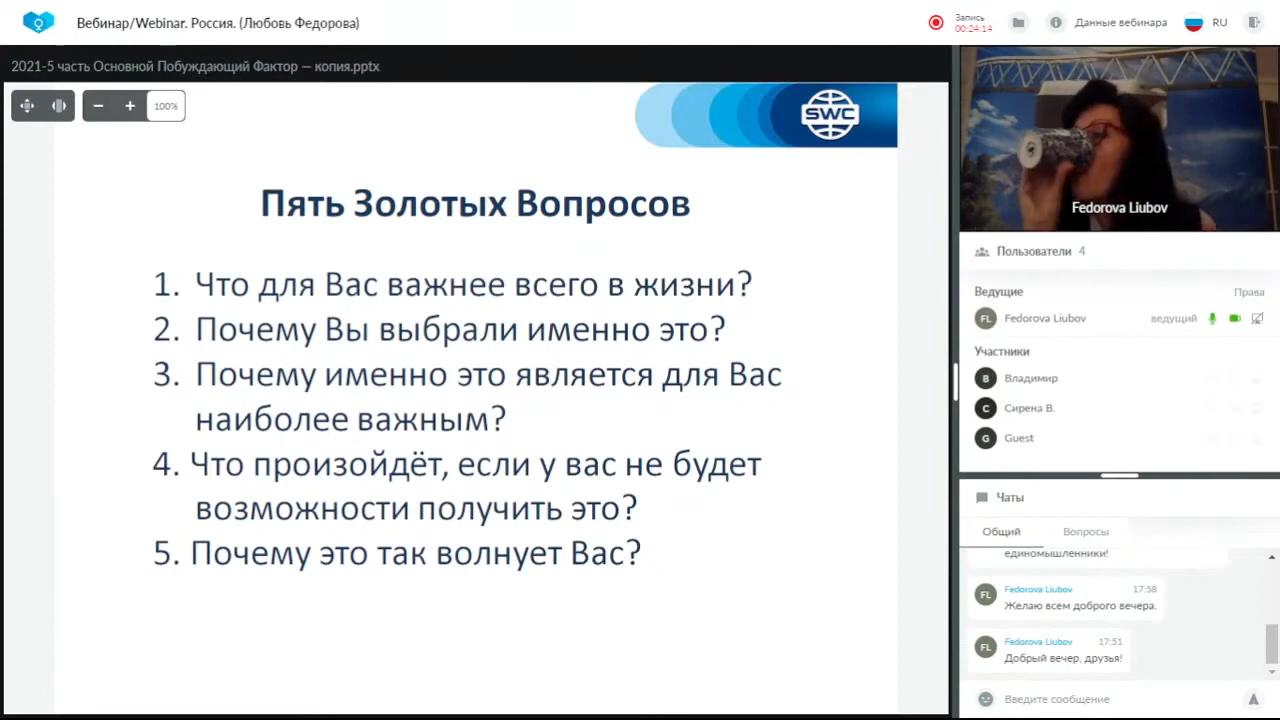 Вебинар/Webinar. Россия. (Любовь Федорова)
Запись
00:24:14
Данные вебинара
RU
2021-5 часть Основной Побуждающий Фактор — копия.pptx
100%
SWC
Пять Золотых Вопросов
1. Что для Вас важнее всего в жизни?
2. Почему Вы выбрали именно это?
3. Почему именно это является для Вас
наиболее важным?
4. Что произойдёт, если у вас не будет
возможности получить это?
5. Почему это так волнует Вас?
Fedorova Liubov
Пользователи 4
Ведущие
Права
FL
Fedorova Liubov
ведущий
Участники
В
Владимир
С
Сирена В.
G
Guest
Чаты
Общий
Вопросы
единомышленники!
FL
Fedorova Liubov
17:58
Желаю всем доброго вечера.
FL
Fedorova Liubov
17:51
Добрый вечер, друзья!
Введите сообщение